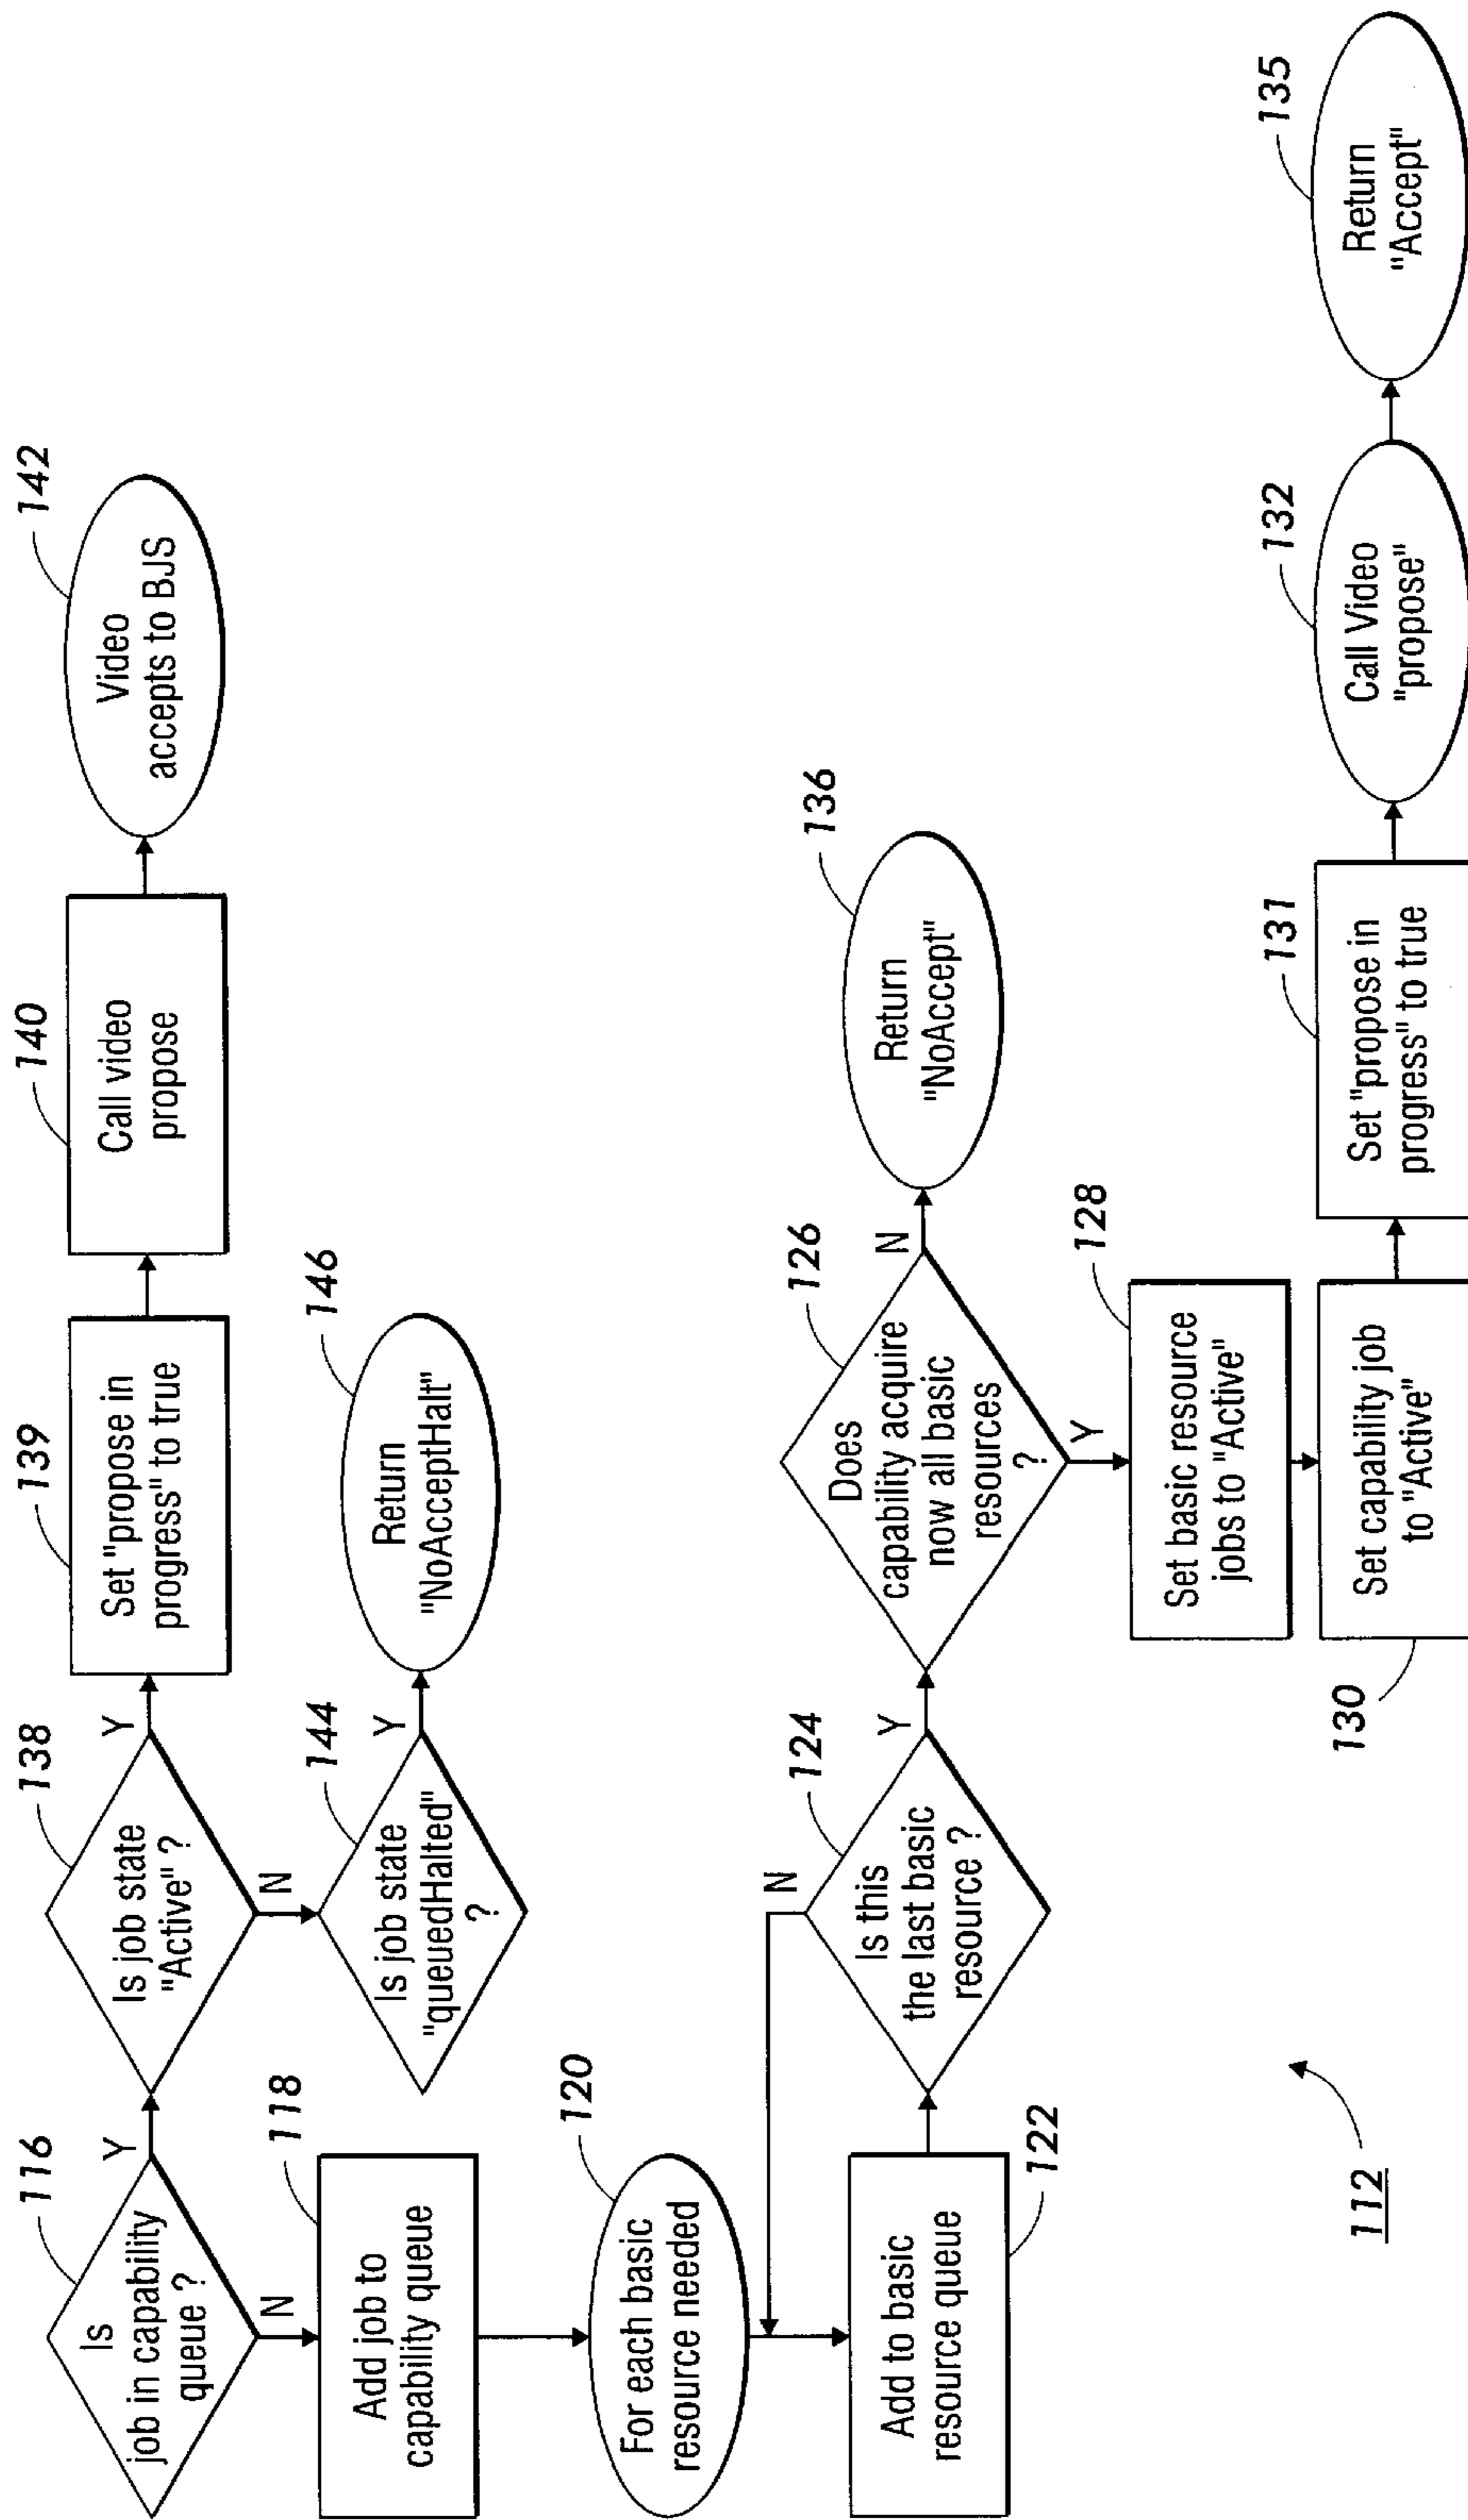 116
Is
job in capability
queue ?
Y
N
138
Is job state
"Active" ?
Y
N
139
Set "propose in
progress" to true
140
Call video
propose
142
Video
accepts to BJS
144
Is job state
"queuedHalted"
?
Y
146
Return
"NoAcceptHalt"
118
Add job to
capability queue
120
For each basic
resource needed
122
Add to basic
resource queue
124
Is this
the last basic
resource ?
N
Y
126
Does
capability acquire
now all basic
resources
?
N
Y
136
Return
"NoAccept"
128
Set basic resource
jobs to "Active"
130
Set capability job
to "Active"
131
Set "propose in
progress" to true
132
Call Video
"propose"
135
Return
"Accept"
112